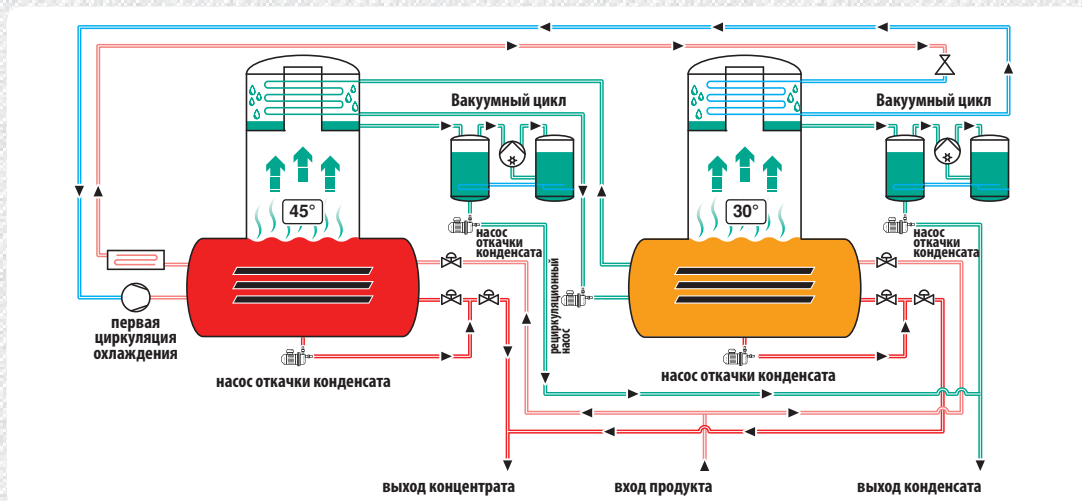 Вакуумный цикл
Вакуумный цикл
45°
30°
насос
откачки
конденсата
насос
откачки
конденсата
рециркуляционный
насос
первая
циркуляция
охлаждения
насос откачки конденсата
насос откачки конденсата
выход концентрата
вход продукта
выход конденсата